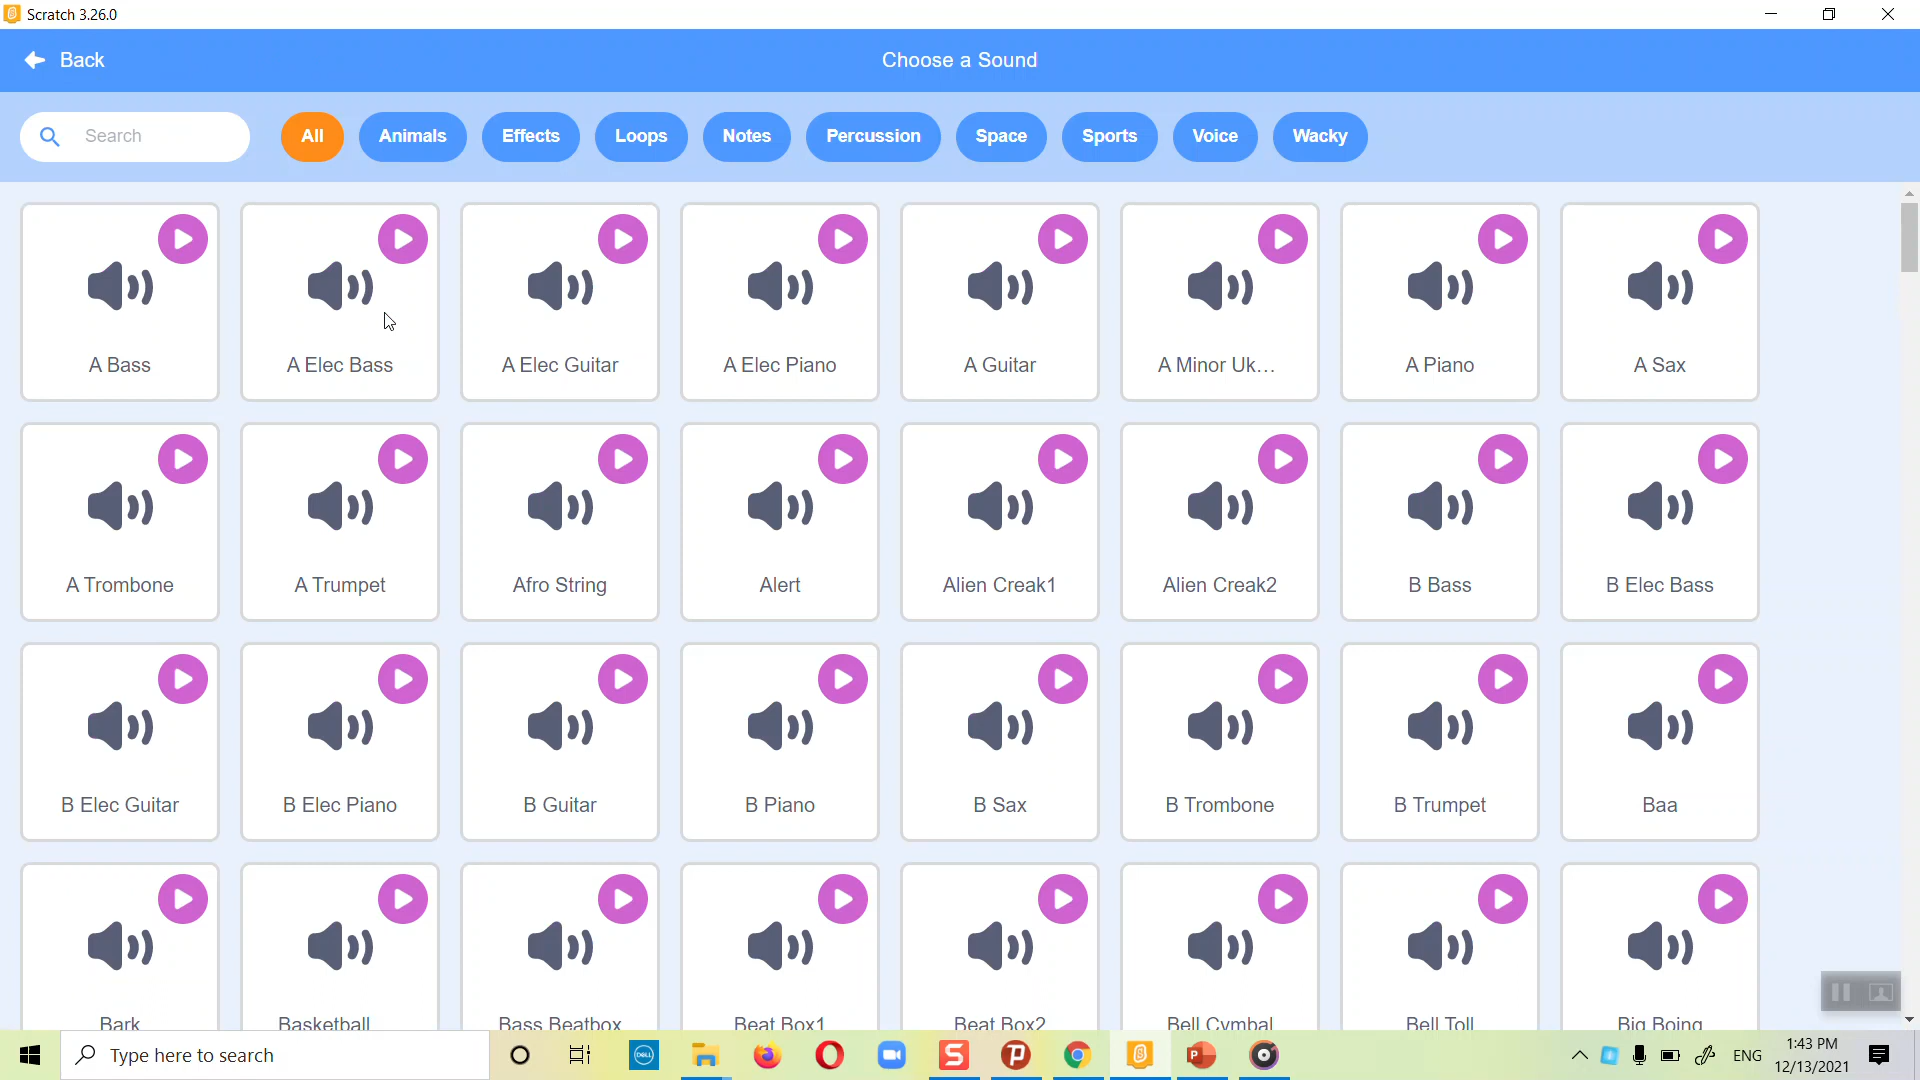 Scratch 3.26.0
Back
Choose a Sound
Search
All
Animals
Effects
Loops
Notes
Percussion
Space
Sports
Voice
Wacky
A Bass
A Elec Bass
A Elec Guitar
A Elec Piano
A Guitar
A Minor Uk...
A Piano
A Sax
A Trombone
A Trumpet
Afro String
Alert
Alien Creak1
Alien Creak2
B Bass
B Elec Bass
B Elec Guitar
B Elec Piano
B Guitar
B Piano
B Sax
B Trombone
B Trumpet
Baa
Bark
Basketball
Bass Beatbox
Beat Box1
Beat Box2
Bell Cymbal
Bell Toll
Big Boing
Type here to search
DELL
ENG
1:43 PM
12/13/2021